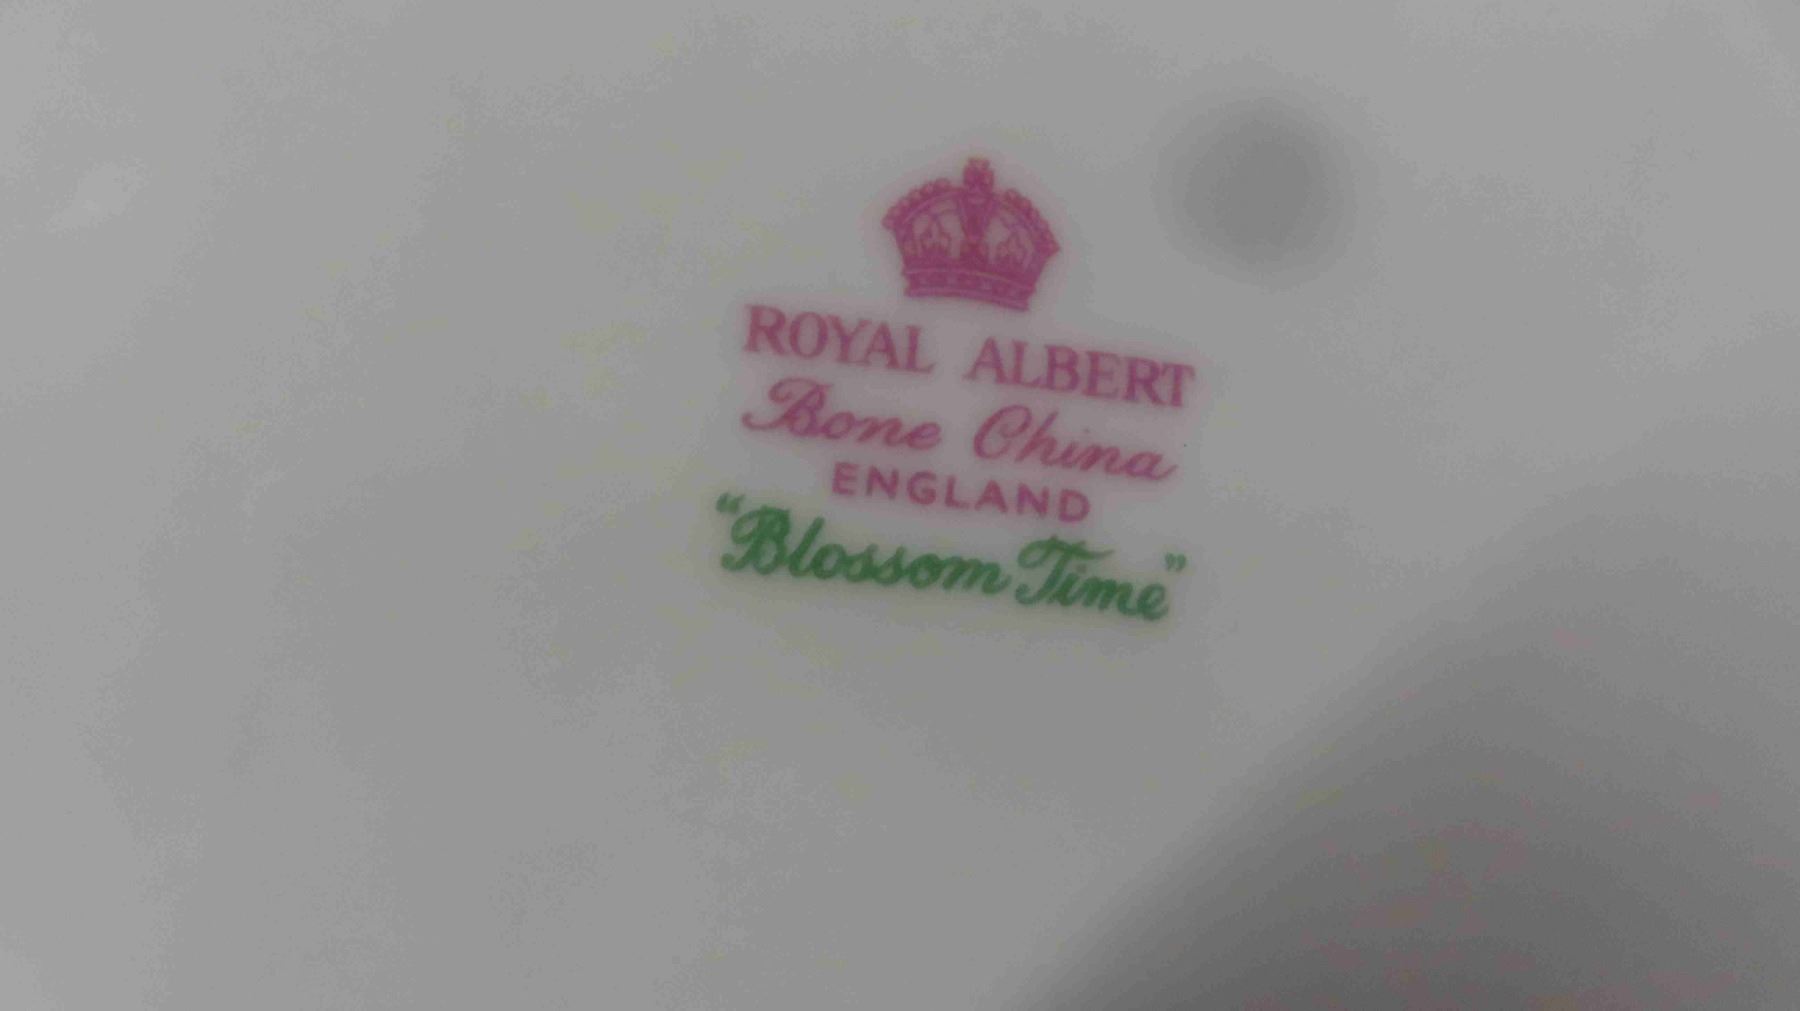 ROYAL ALBERT
Bone China
ENGLAND
"Blossom Time"